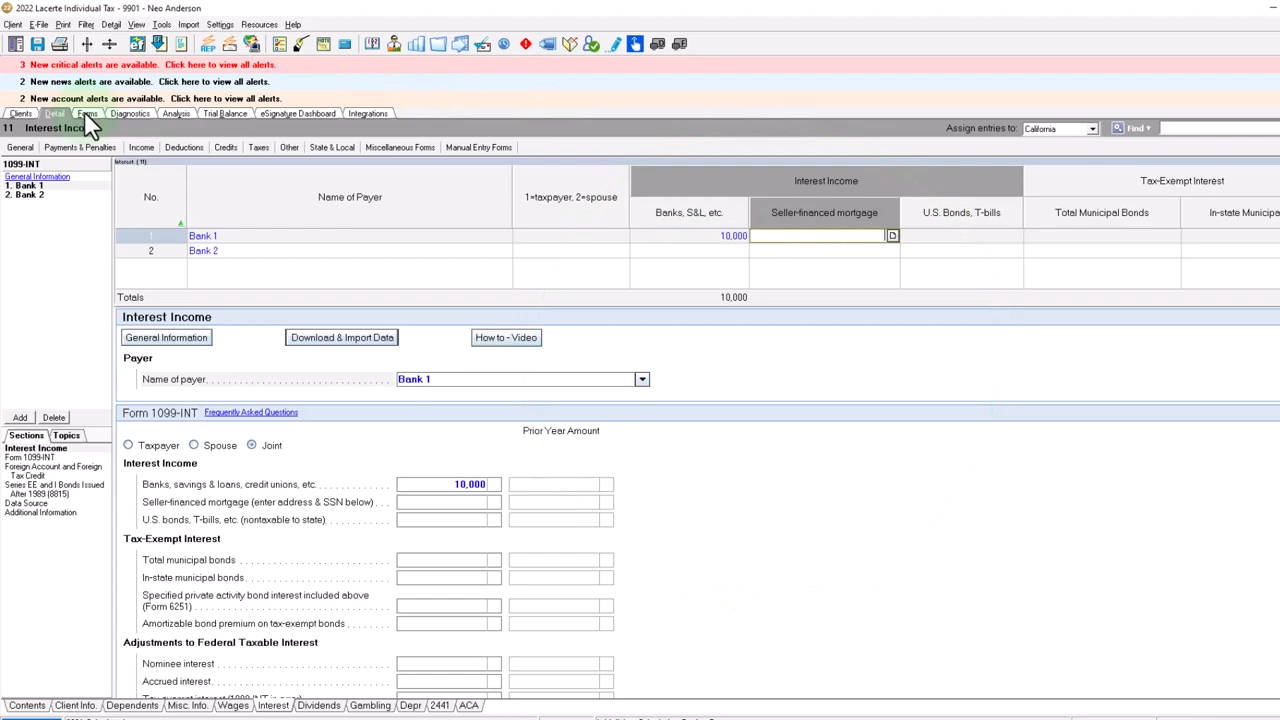 2022 Lacerte Individual Tax - 9901 - Neo Anderson
Client E-File Print Filter Detail View Tools Import Settings Resources Help
3 New critical alerts are available. Click here to view all alerts.
2 New news alerts are available. Click here to view all alerts.
2 New account alerts are available. Click here to view all alerts.
Clients Detail Forms Diagnostics Analysis Trial Balance eSignature Dashboard Integrations
11 Interest Assign entries to: California Find
General Payments & Penalties Income Deductions Credits Taxes Other State & Local Miscellaneous Forms Manual Entry Forms
1099-INT
General Information
1. Bank 1
2. Bank 2
Interest (11)
No. Name of Payer 1=taxpayer, 2=spouse Interest Income Tax-Exempt Interest
Banks, S&L, etc. Seller-financed mortgage U.S. Bonds, T-bills Total Municipal Bonds In-state
1 Bank 1 10,000
2 Bank 2
Totals 10,000
Interest Income
General Information Download & Import Data How to - Video
Payer
Name of payer Bank 1
Form 1099-INT Frequently Asked Questions
Prior Year Amount
Taxpayer Spouse Joint
Interest Income
Banks, savings & loans, credit unions, etc. 10,000
Seller-financed mortgage (enter address & SSN below)
U.S. bonds, T-bills, etc. (nontaxable to state)
Tax-Exempt Interest
Total municipal bonds
In-state municipal bonds
Specified private activity bond interest included above
(Form 6251)
Amortizable bond premium on tax-exempt bonds
Adjustments to Federal Taxable Interest
Nominee interest
Accrued interest
Add Delete
Sections Topics
Interest Income
Form 1099-INT
Foreign Account and Foreign
Tax Credit
Series EE and I Bonds Issued
After 1989 (8815)
Data Source
Additional Information
Contents Client Info. Dependents Misc. Info. Wages Interest Dividends Gambling Depr 2441 ACA